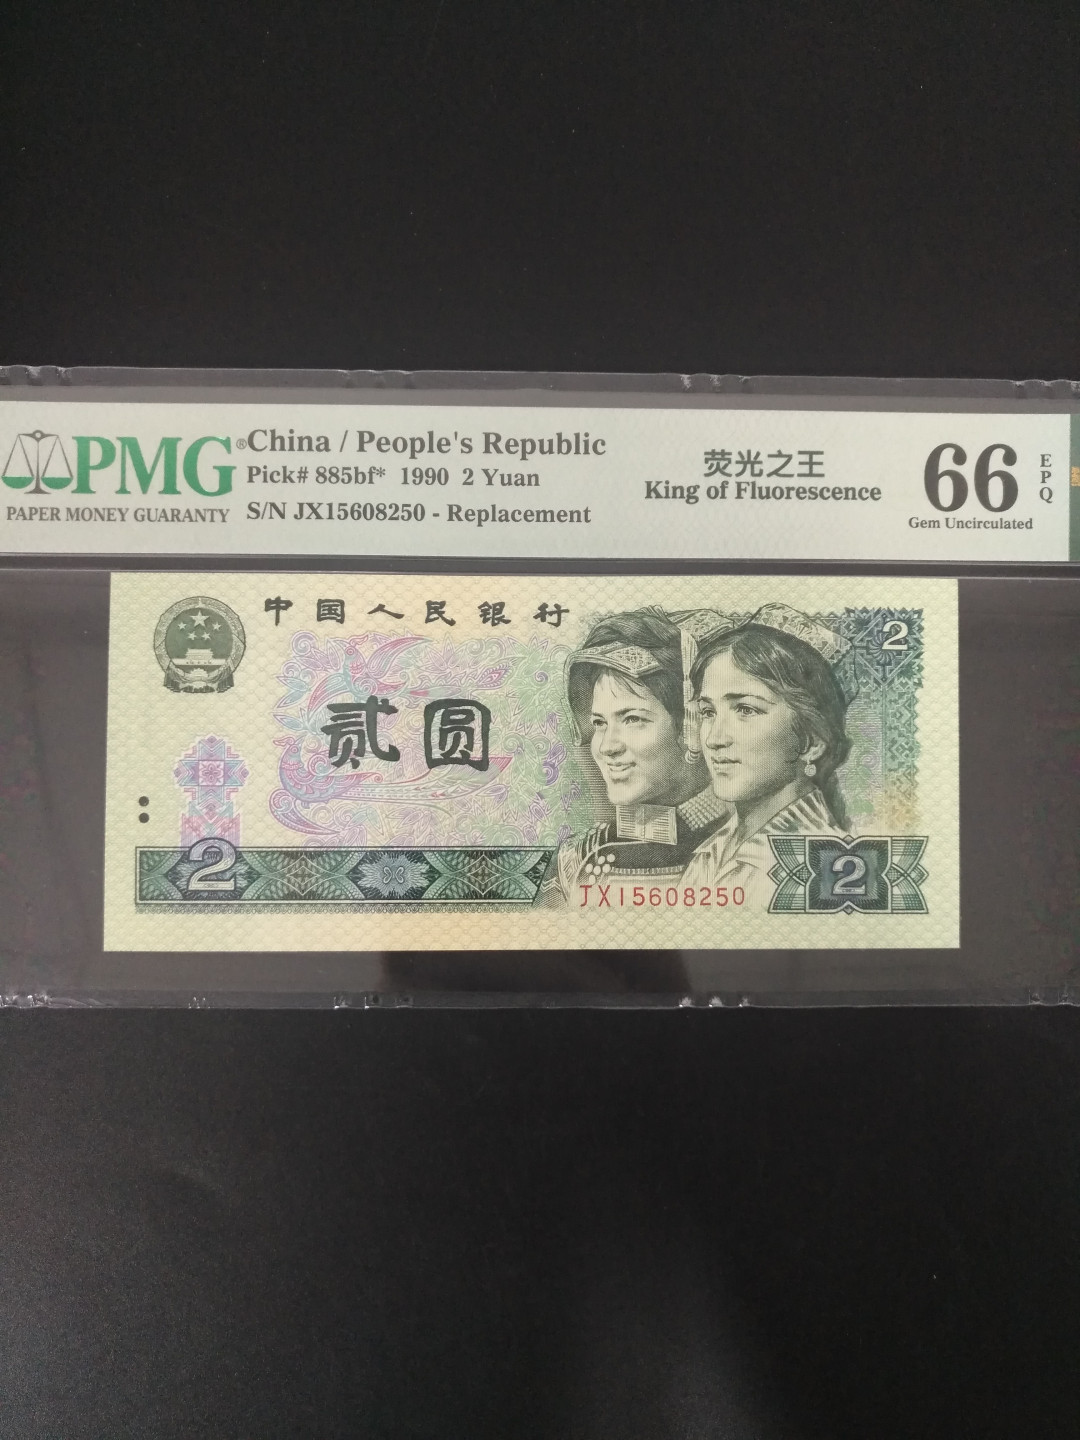 PMG®
PAPER MONEY GUARANTY
China / People's Republic
Pick# 885bf* 1990 2 Yuan
S/N JX15608250 - Replacement
荧光之王
King of Fluorescence
66
EPQ
Gem Uncirculated
中国人民银行
2
贰圆
2
JX15608250
2